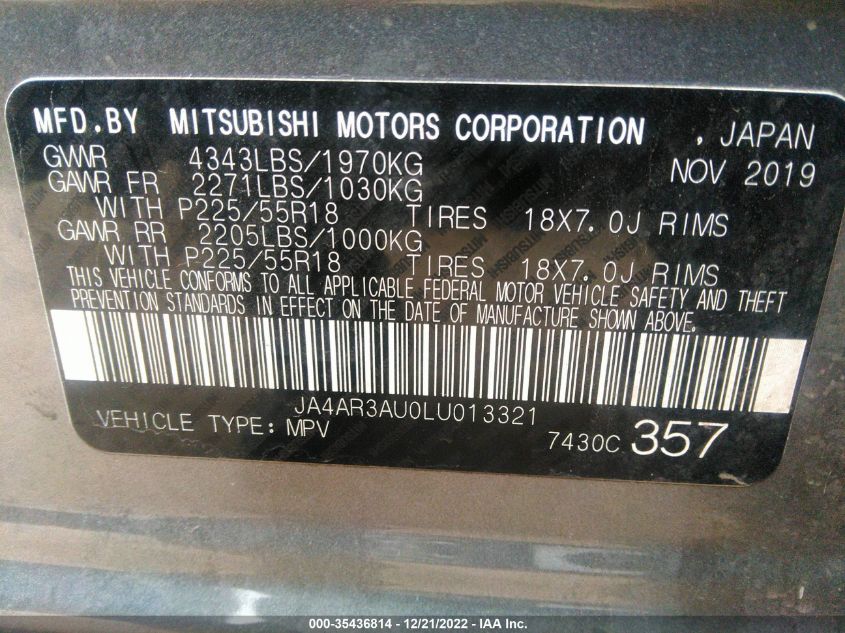 MFD.BY MITSUBISHI MOTORS CORPORATION , JAPAN
GVWR 4343LBS/1970KG NOV 2019
GAWR FR 2271LBS/1030KG
WITH P225/55R18 TIRES 18X7.0J RIMS
GAWR RR 2205LBS/1000KG
WITH P225/55R18 TIRES 18X7.0J RIMS
THIS VEHICLE CONFORMS TO ALL APPLICABLE FEDERAL MOTOR VEHICLE SAFETY AND THEFT
PREVENTION STANDARDS IN EFFECT ON THE DATE OF MANUFACTURE SHOWN ABOVE.
JA4AR3AU0LU013321
VEHICLE TYPE: MPV 7430C 357
000-35436814 - 12/21/2022 - IAA Inc.